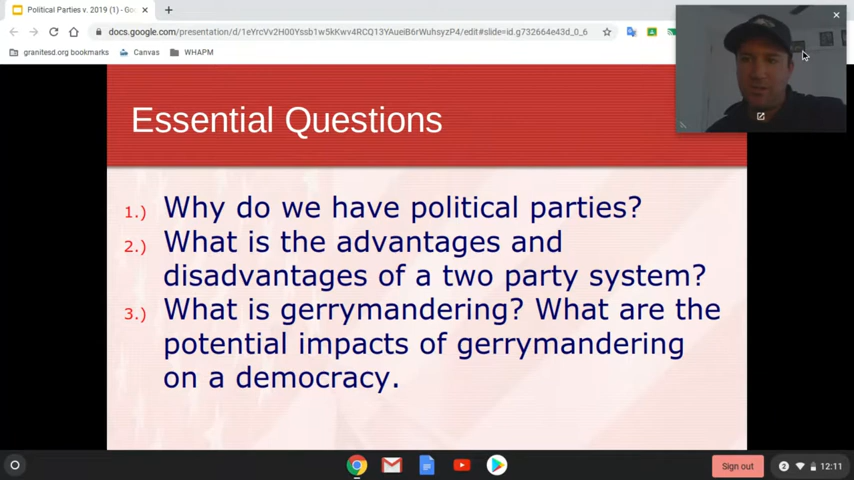 Political Parties v. 2019 (1) - Goo
docs.google.com/presentation/d/1eYrcVv2H00Yssb1w5kKwv4RCQ13YAueiB6rWuhsyzP4/edit#slide=id.g732664e43d_0_6
granitesd.org bookmarks
Canvas
WHAPM
Essential Questions
1.) Why do we have political parties?
2.) What is the advantages and
disadvantages of a two party system?
3.) What is gerrymandering? What are the
potential impacts of gerrymandering
on a democracy.
Sign out
2
12:11